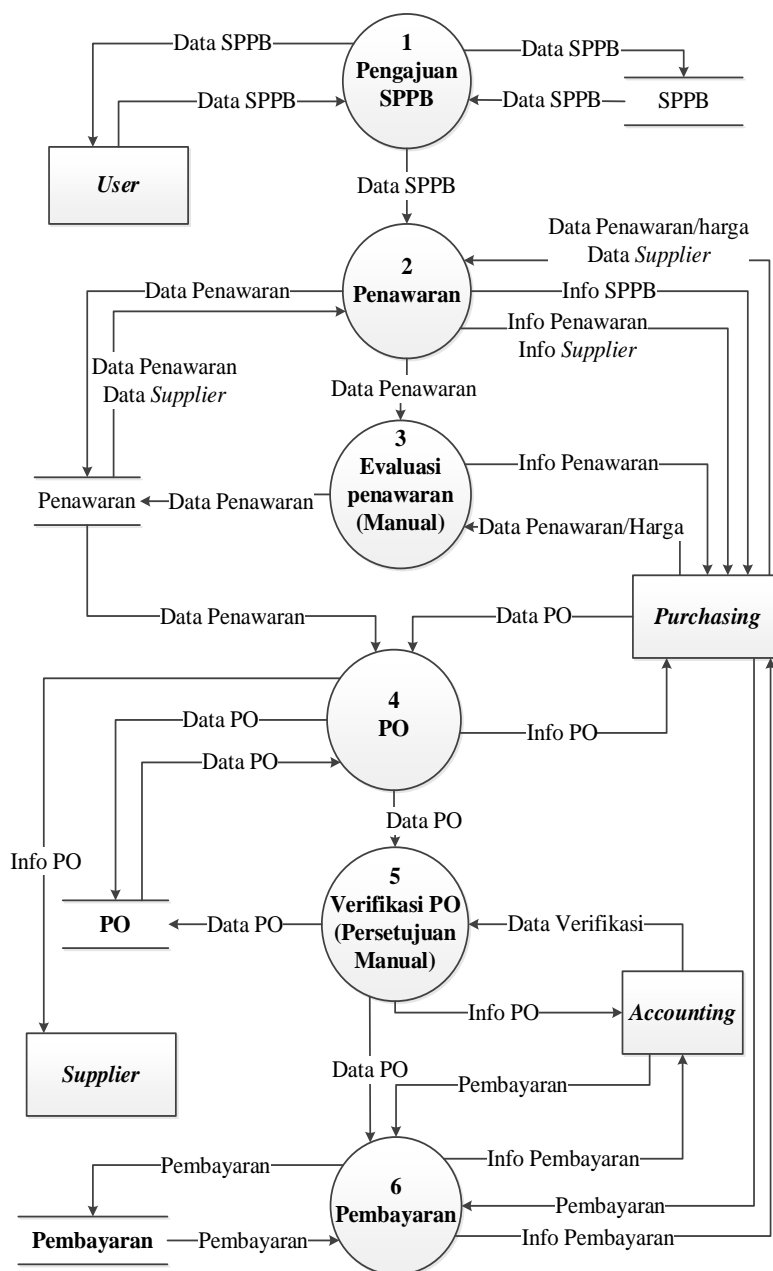 1
Pengajuan
SPPB
Data SPPB
Data SPPB
Data SPPB
Data SPPB
SPPB
User
Data SPPB
Data Penawaran/harga
Data Supplier
2
Penawaran
Data Penawaran
Info SPPB
Info Penawaran
Info Supplier
Data Penawaran
Data Supplier
Data Penawaran
3
Evaluasi
penawaran
(Manual)
Info Penawaran
Penawaran
Data Penawaran
Data Penawaran/Harga
Data Penawaran
Data PO
Purchasing
4
PO
Data PO
Info PO
Data PO
Data PO
Info PO
5
Verifikasi PO
(Persetujuan
Manual)
PO
Data PO
Data Verifikasi
Info PO
Accounting
Supplier
Data PO
Pembayaran
Pembayaran
Info Pembayaran
6
Pembayaran
Pembayaran
Pembayaran
Pembayaran
Info Pembayaran